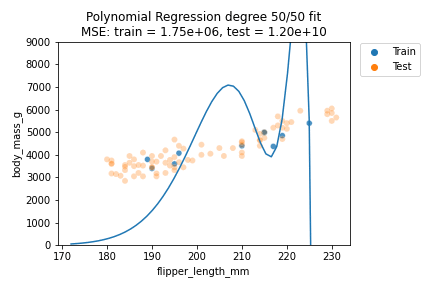 Polynomial Regression degree 50/50 fit
MSE: train = 1.75e+06, test = 1.20e+10
Train
Test
9000
8000
7000
6000
5000
4000
3000
2000
1000
0
body_mass_g
170 180 190 200 210 220 230
flipper_length_mm